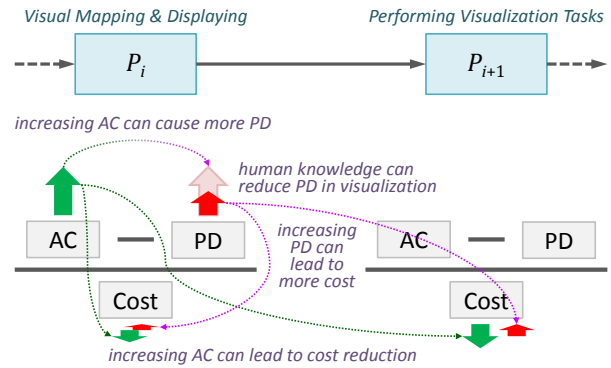 Visual Mapping & Displaying
Performing Visualization Tasks
P_i
P_{i+1}
increasing AC can cause more PD
human knowledge can
reduce PD in visualization
AC
PD
increasing
PD can
lead to
more cost
AC
PD
Cost
Cost
increasing AC can lead to cost reduction